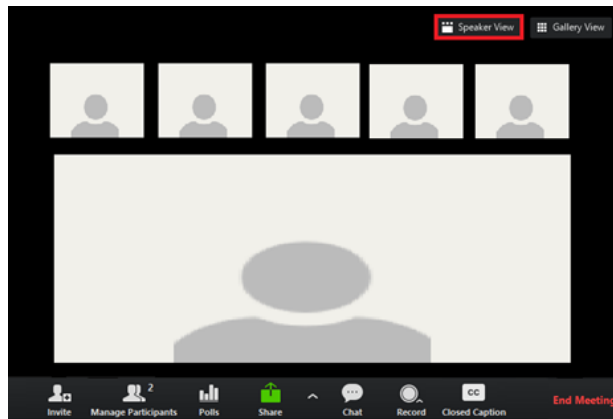 Speaker View Gallery View
2
Invite Manage Participants Polls Share Chat Record CC Closed Caption End Meeting